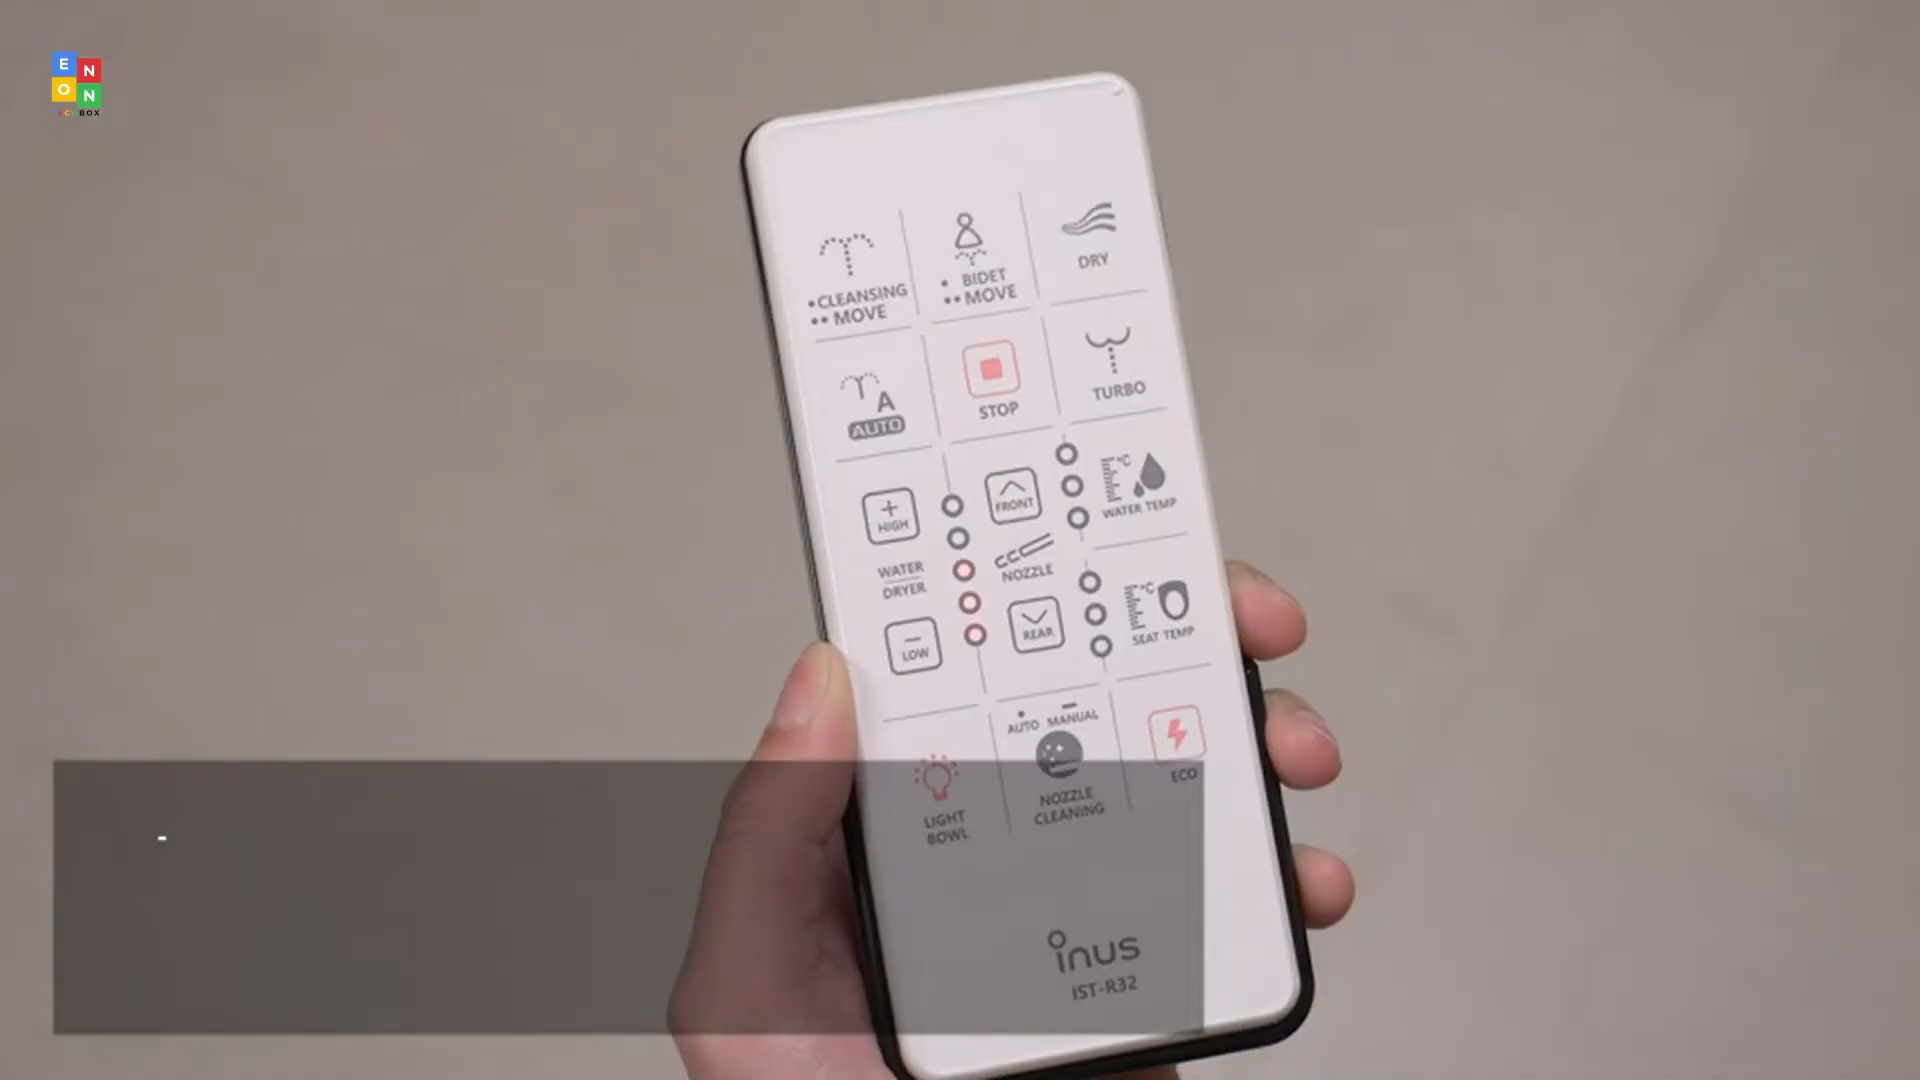 E
N
O
N
BOX
•CLEANSING
••MOVE
• BIDET
••MOVE
DRY
A
AUTO
STOP
TURBO
+
HIGH
FRONT
°C
WATER TEMP
WATER
DRYER
NOZZLE
−
LOW
REAR
°C
SEAT TEMP
AUTO MANUAL
LIGHT
BOWL
NOZZLE
CLEANING
ECO
-
inus
IST-R32